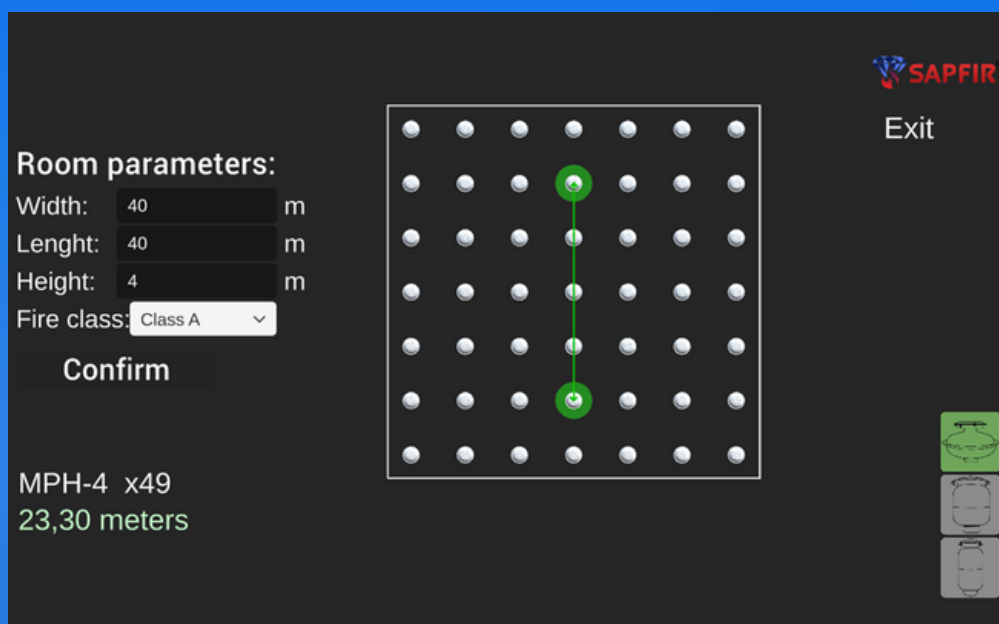 SAPFIR
Exit
Room parameters:
Width: 40 m
Lenght: 40 m
Height: 4 m
Fire class: Class A
Confirm
MPH-4 x49
23,30 meters